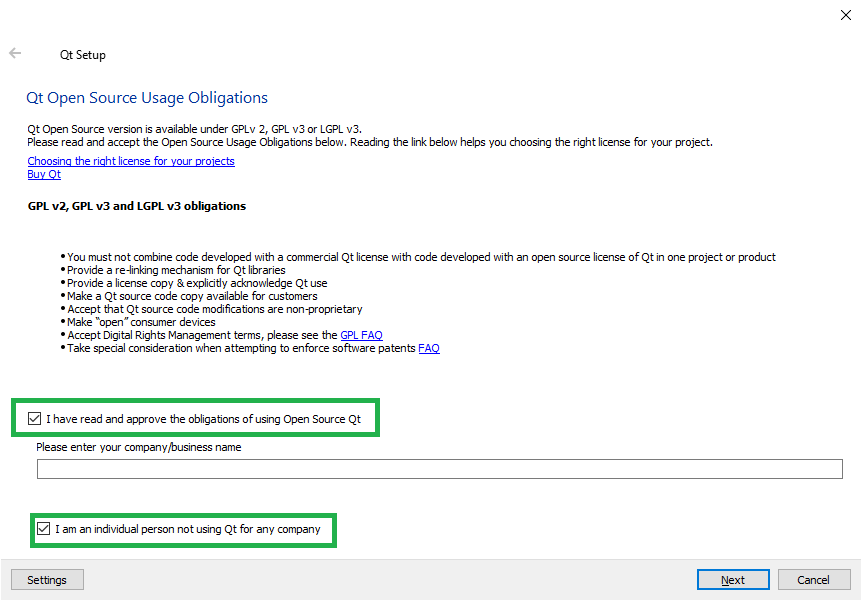 Qt Setup
Qt Open Source Usage Obligations
Qt Open Source version is available under GPLv 2, GPL v3 or LGPL v3.
Please read and accept the Open Source Usage Obligations below. Reading the link below helps you choosing the right license for your project.
Choosing the right license for your projects
Buy Qt
GPL v2, GPL v3 and LGPL v3 obligations
•You must not combine code developed with a commercial Qt license with code developed with an open source license of Qt in one project or product
•Provide a re-linking mechanism for Qt libraries
•Provide a license copy & explicitly acknowledge Qt use
•Make a Qt source code copy available for customers
•Accept that Qt source code modifications are non-proprietary
•Make “open” consumer devices
•Accept Digital Rights Management terms, please see the GPL FAQ
•Take special consideration when attempting to enforce software patents FAQ
I have read and approve the obligations of using Open Source Qt
Please enter your company/business name
I am an individual person not using Qt for any company
Settings Next Cancel